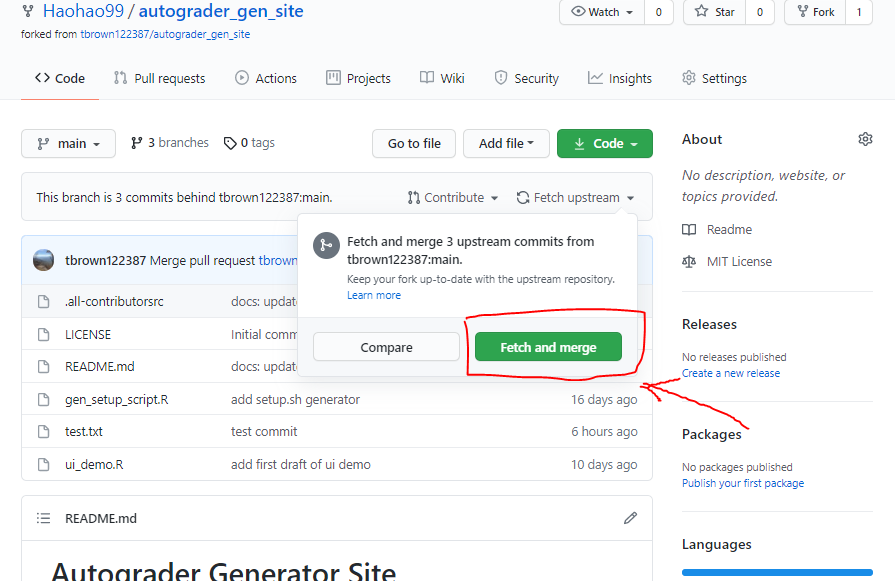 Haohao99 / autograder_gen_site
Watch 0 Star 0 Fork 1
forked from tbrown122387/autograder_gen_site
Code Pull requests Actions Projects Wiki Security Insights Settings
main 3 branches 0 tags Go to file Add file Code
This branch is 3 commits behind tbrown122387:main. Contribute Fetch upstream
Fetch and merge 3 upstream commits from
tbrown122387:main.
Keep your fork up-to-date with the upstream repository.
Learn more
Compare Fetch and merge
tbrown122387 Merge pull request tbrown
.all-contributorsrc docs: update
LICENSE Initial comm
README.md docs: update
gen_setup_script.R add setup.sh generator 16 days ago
test.txt test commit 6 hours ago
ui_demo.R add first draft of ui demo 10 days ago
README.md
Autograder Generator Site
About
No description, website, or
topics provided.
Readme
MIT License
Releases
No releases published
Create a new release
Packages
No packages published
Publish your first package
Languages